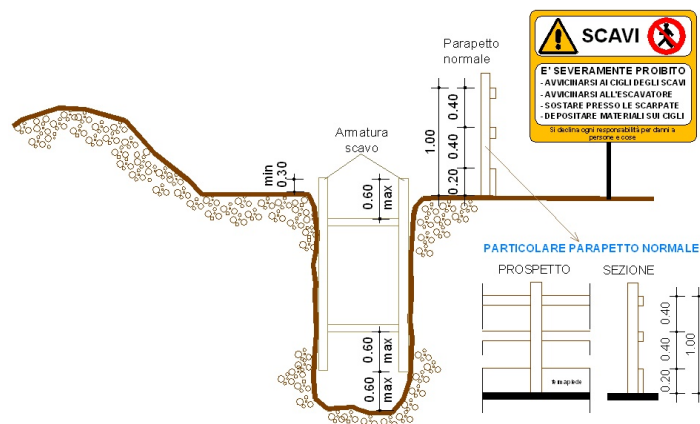 Parapetto
normale
SCAVI
E' SEVERAMENTE PROIBITO
- AVVICINARSI AI CIGLI DEGLI SCAVI
- AVVICINARSI ALL'ESCAVATORE
- SOSTARE PRESSO LE SCARPATE
- DEPOSITARE MATERIALI SUI CIGLI
Si declina ogni responsabilità per danni a
persone e cose
Armatura
scavo
min
0.30
0.60
max
1.00
0.40
0.40
0.20
0.60
max
0.60
max
PARTICOLARE PARAPETTO NORMALE
PROSPETTO
SEZIONE
0.40
0.40
0.20
1.00